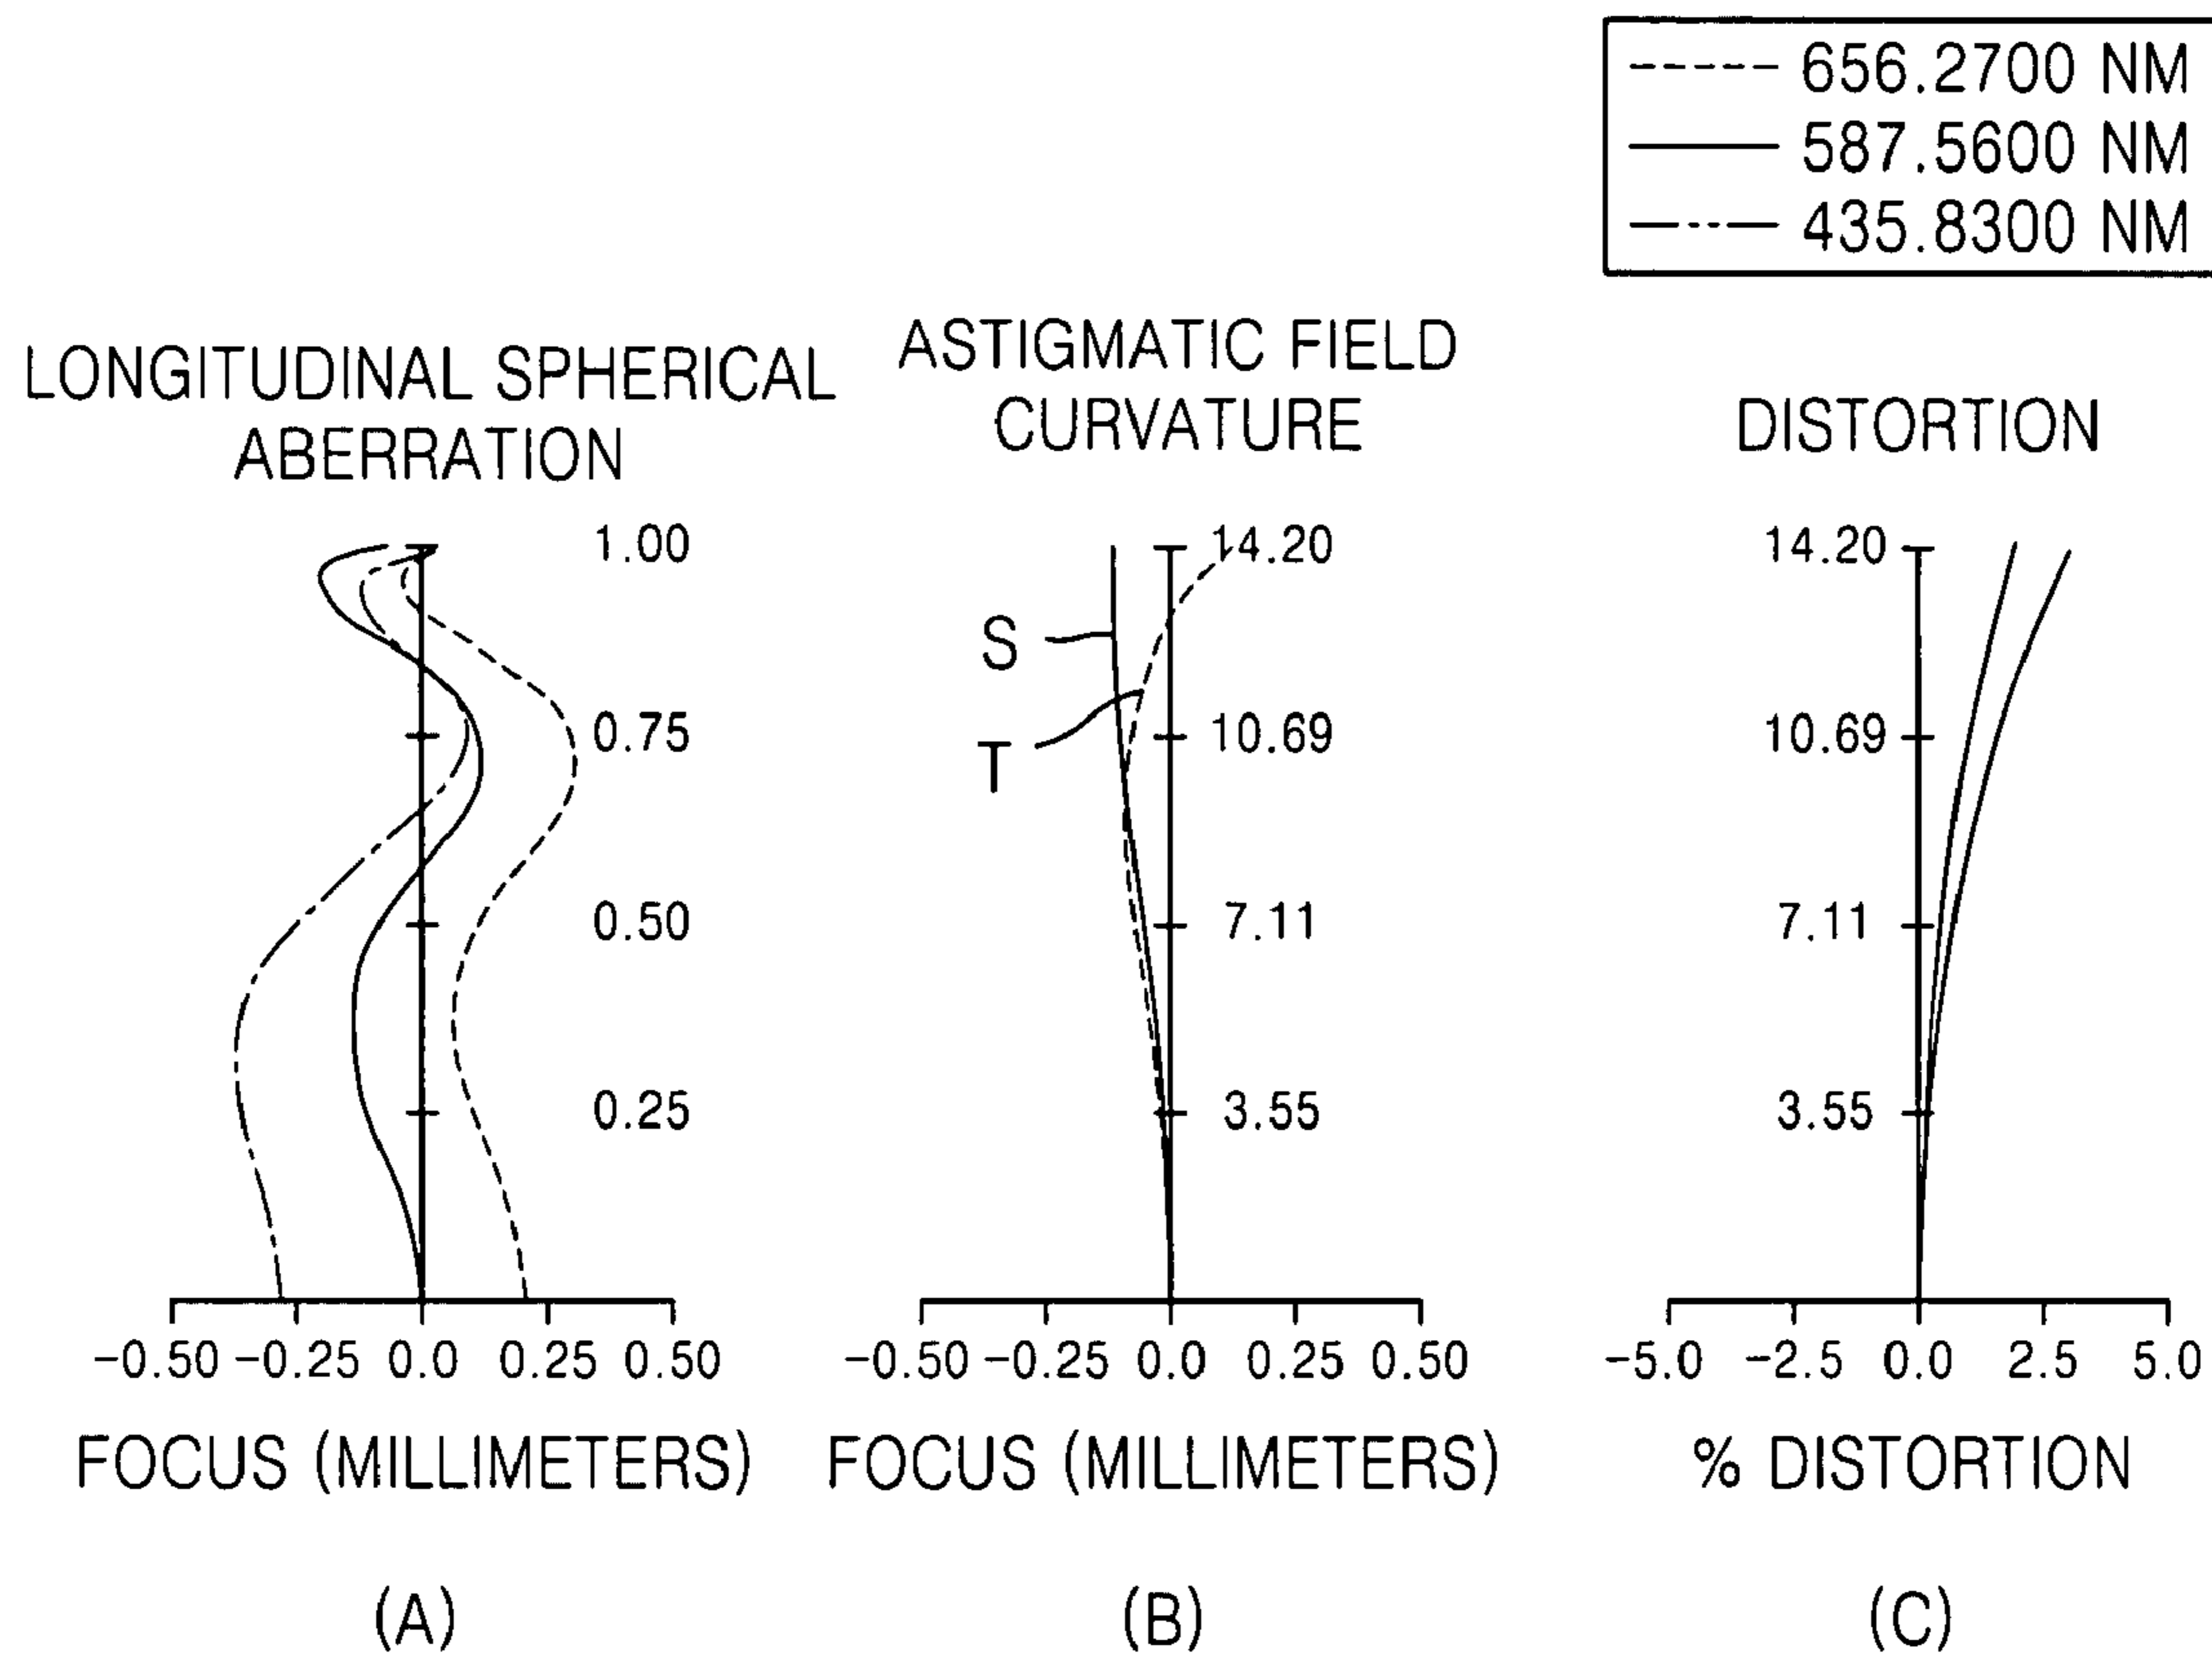 656.2700 NM
587.5600 NM
435.8300 NM
LONGITUDINAL SPHERICAL
ABERRATION
1.00
0.75
0.50
0.25
-0.50 -0.25 0.0 0.25 0.50
FOCUS (MILLIMETERS)
(A)
ASTIGMATIC FIELD
CURVATURE
14.20
S
10.69
T
7.11
3.55
-0.50 -0.25 0.0 0.25 0.50
FOCUS (MILLIMETERS)
(B)
DISTORTION
14.20
10.69
7.11
3.55
-5.0 -2.5 0.0 2.5 5.0
% DISTORTION
(C)